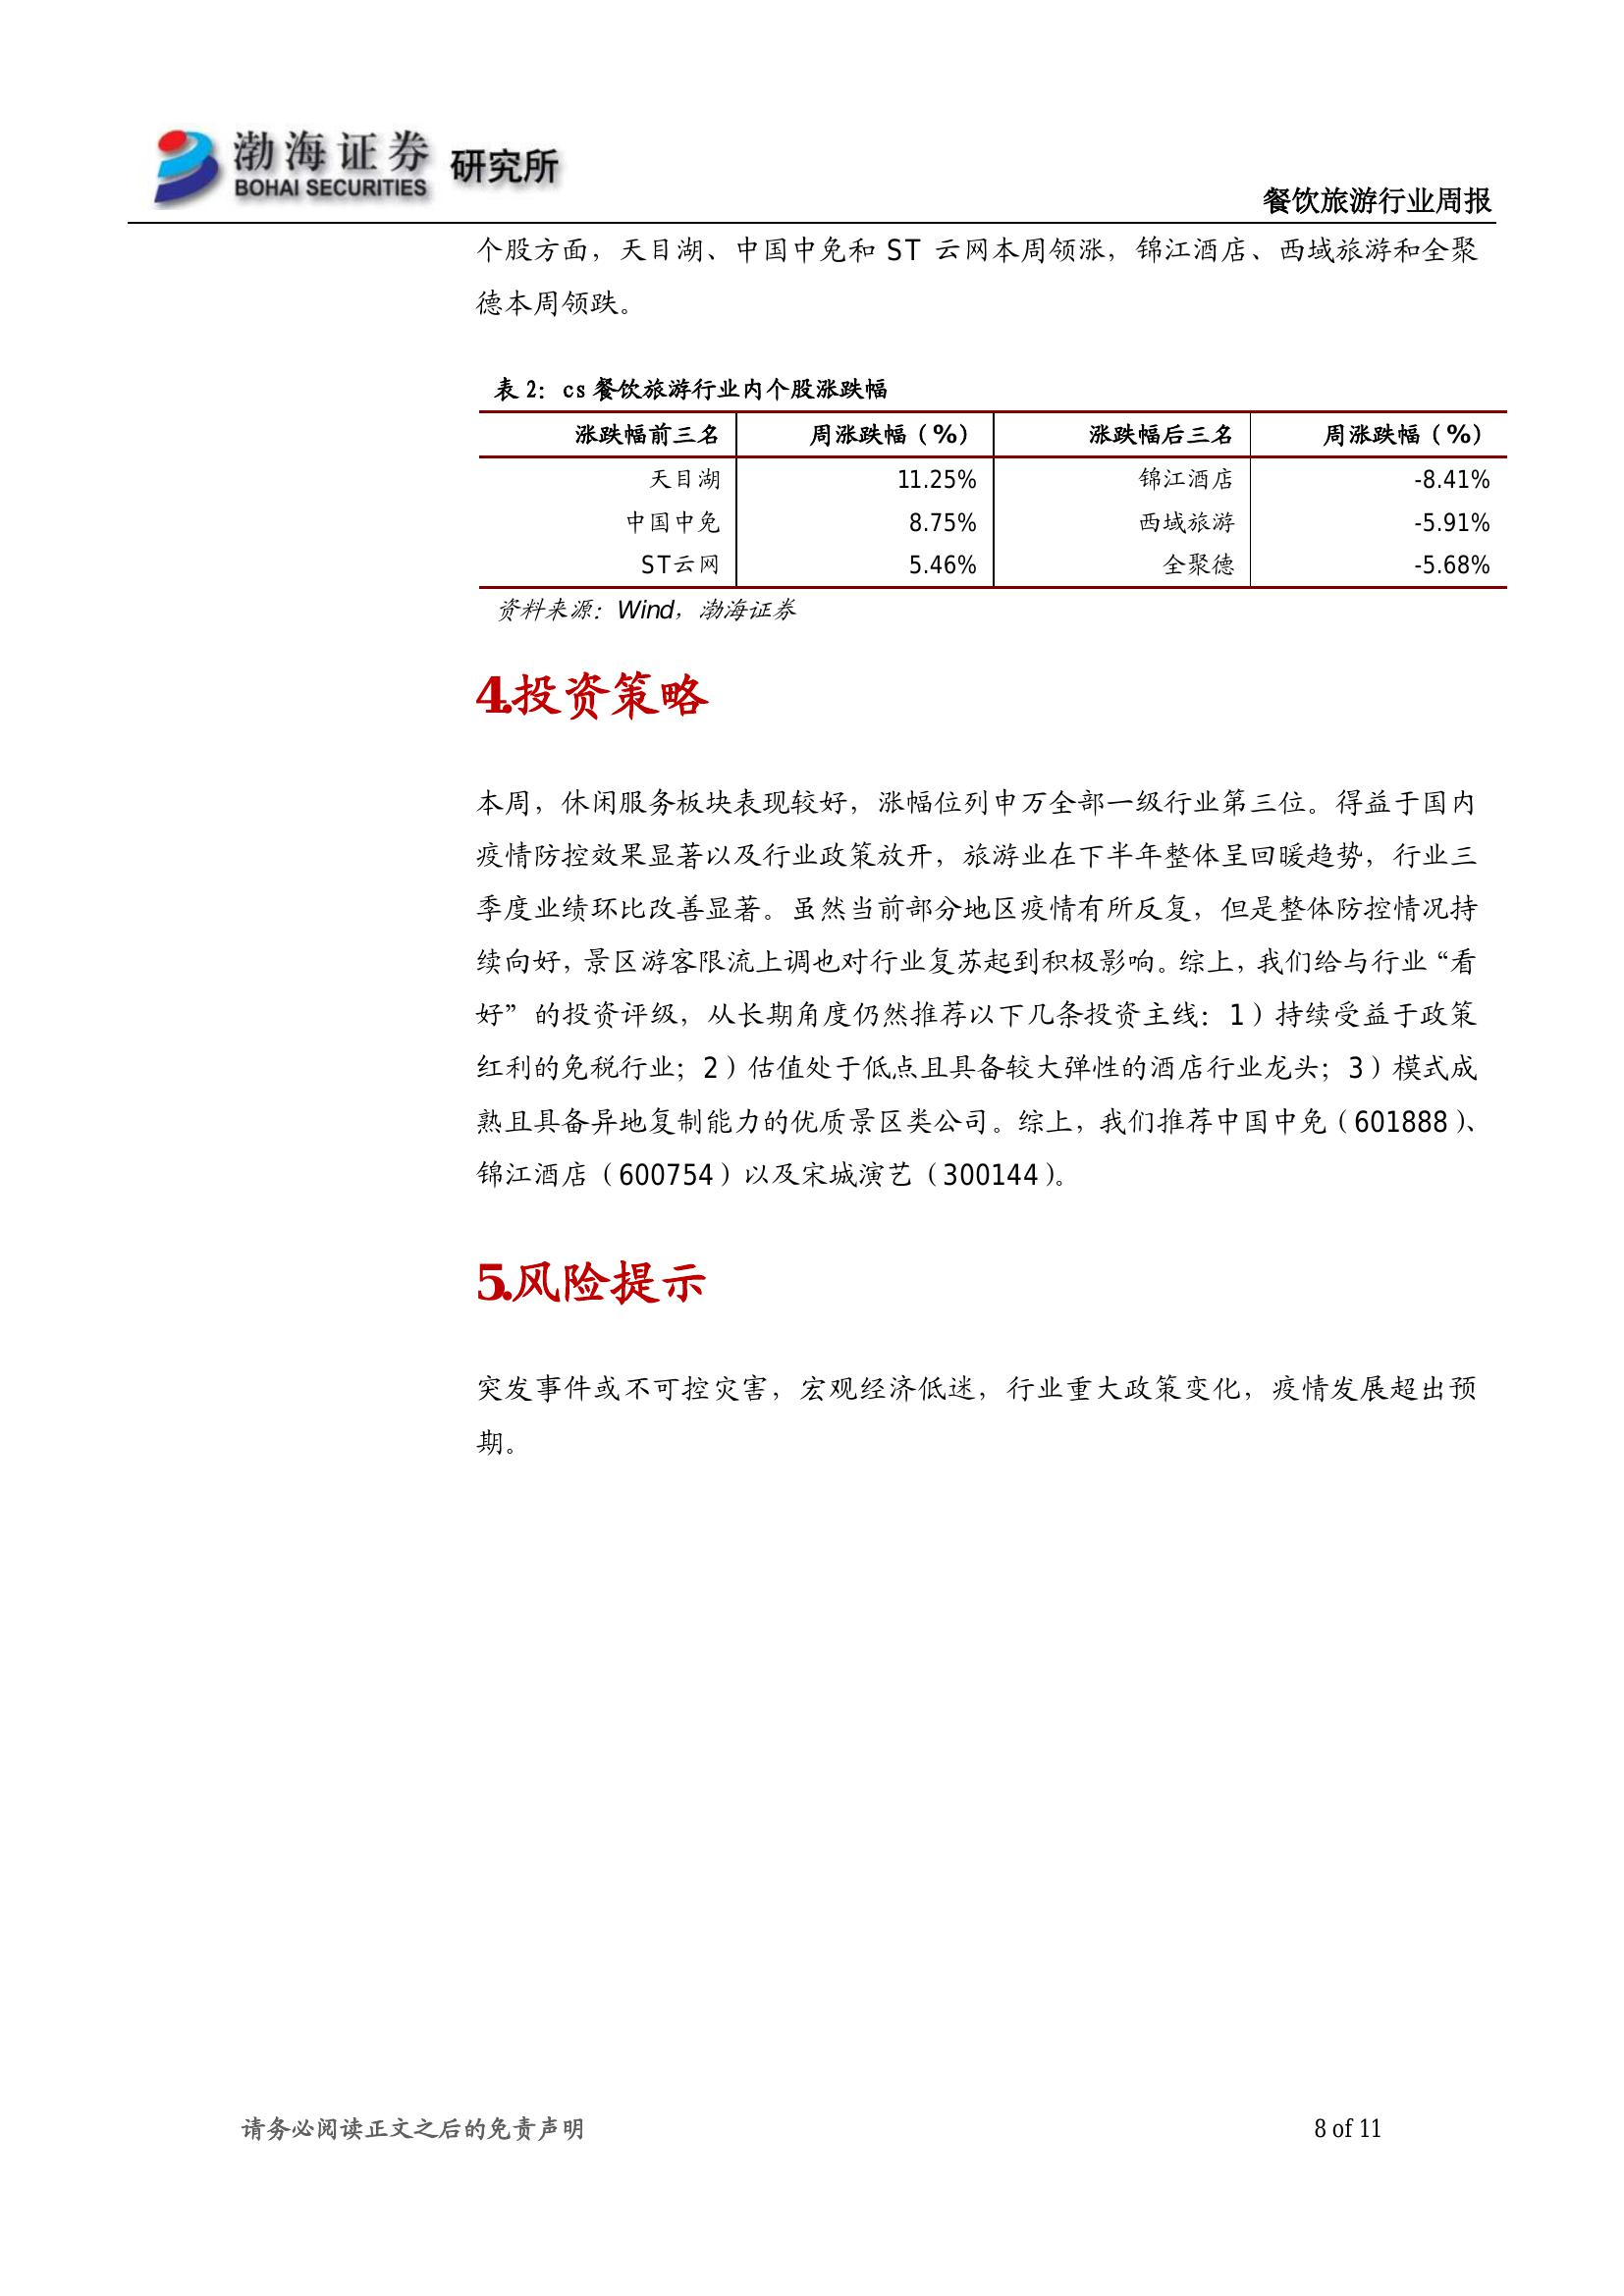 渤海证券 研究所
BOHAI SECURITIES
餐饮旅游行业周报
个股方面，天目湖、中国中免和 ST 云网本周领涨，锦江酒店、西域旅游和全聚
德本周领跌。
表 2：cs 餐饮旅游行业内个股涨跌幅
涨跌幅前三名 周涨跌幅（%） 涨跌幅后三名 周涨跌幅（%）
天目湖 11.25% 锦江酒店 -8.41%
中国中免 8.75% 西域旅游 -5.91%
ST云网 5.46% 全聚德 -5.68%
资料来源：Wind，渤海证券
4.投资策略
本周，休闲服务板块表现较好，涨幅位列申万全部一级行业第三位。得益于国内
疫情防控效果显著以及行业政策放开，旅游业在下半年整体呈回暖趋势，行业三
季度业绩环比改善显著。虽然当前部分地区疫情有所反复，但是整体防控情况持
续向好，景区游客限流上调也对行业复苏起到积极影响。综上，我们给与行业“看
好”的投资评级，从长期角度仍然推荐以下几条投资主线：1）持续受益于政策
红利的免税行业；2）估值处于低点且具备较大弹性的酒店行业龙头；3）模式成
熟且具备异地复制能力的优质景区类公司。综上，我们推荐中国中免（601888）、
锦江酒店（600754）以及宋城演艺（300144）。
5.风险提示
突发事件或不可控灾害，宏观经济低迷，行业重大政策变化，疫情发展超出预
期。
请务必阅读正文之后的免责声明 8 of 11